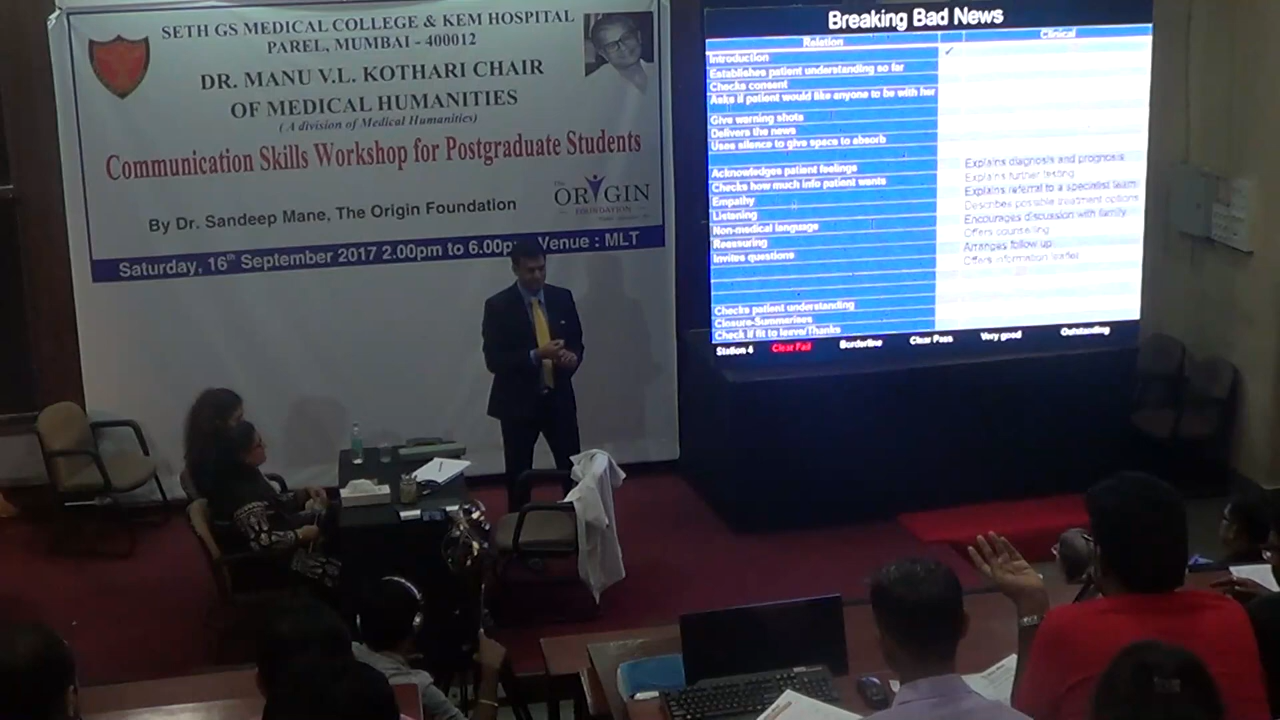 SETH GS MEDICAL COLLEGE & KEM HOSPITAL
PAREL, MUMBAI - 400012
DR. MANU V.L. KOTHARI CHAIR
OF MEDICAL HUMANITIES
( A division of Medical Humanities)
Communication Skills Workshop for Postgraduate Students
By Dr. Sandeep Mane, The Origin Foundation
The
ORIGIN
FOUNDATION
Saturday, 16th September 2017 2.00pm to 6.00p Venue : MLT
Breaking Bad News
Relation
Clinical
Introduction ✓
Establishes patient understanding so far
Checks consent
Asks if patient would like anyone to be with her
Give warning shots
Delivers the news
Uses silence to give space to absorb
Acknowledges patient feelings
Checks how much info patient wants
Empathy
Listening
Non-medical language
Reassuring
Invites questions
Checks patient understanding
Closure-Summarises
Check if fit to leave/Thanks
Explains diagnosis and prognosis
Explains further testing
Explains referral to a specialist team
Describes possible treatment options
Encourages discussion with family
Offers counselling
Arranges follow up
Offers information leaflet
Station 4 Clear Fail Borderline Clear Pass Very good Outstanding